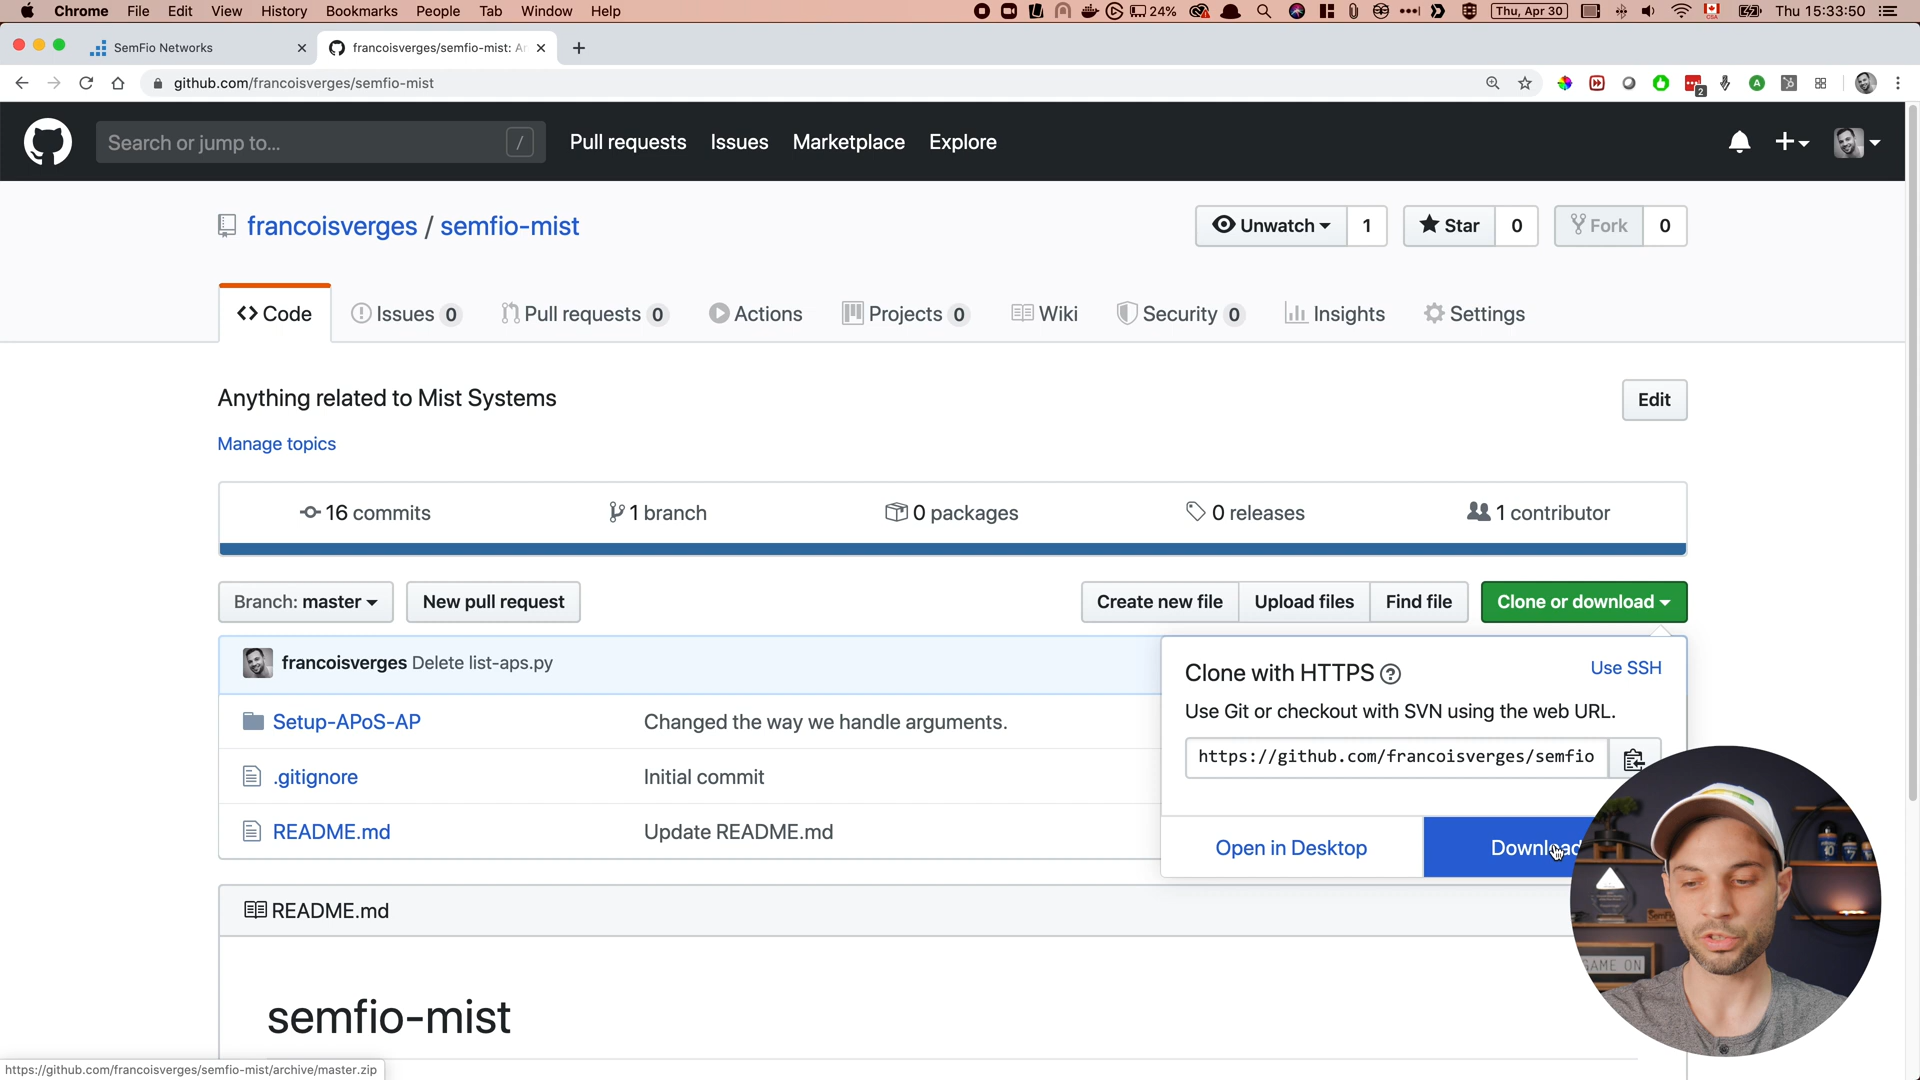 Chrome File Edit View History Bookmarks People Tab Window Help 24% Thu, Apr 30 Thu 15:33:50
SemFio Networks francoisverges/semfio-mist: A
github.com/francoisverges/semfio-mist 2 A
Search or jump to... / Pull requests Issues Marketplace Explore
francoisverges / semfio-mist Unwatch 1 Star 0 Fork 0
Code Issues 0 Pull requests 0 Actions Projects 0 Wiki Security 0 Insights Settings
Anything related to Mist Systems Edit
Manage topics
16 commits 1 branch 0 packages 0 releases 1 contributor
Branch: master New pull request Create new file Upload files Find file Clone or download
francoisverges Delete list-aps.py
Clone with HTTPS ? Use SSH
Use Git or checkout with SVN using the web URL.
https://github.com/francoisverges/semfio
Open in Desktop Download
Setup-APoS-AP Changed the way we handle arguments.
.gitignore Initial commit
README.md Update README.md
README.md
semfio-mist
GAME ON
https://github.com/francoisverges/semfio-mist/archive/master.zip